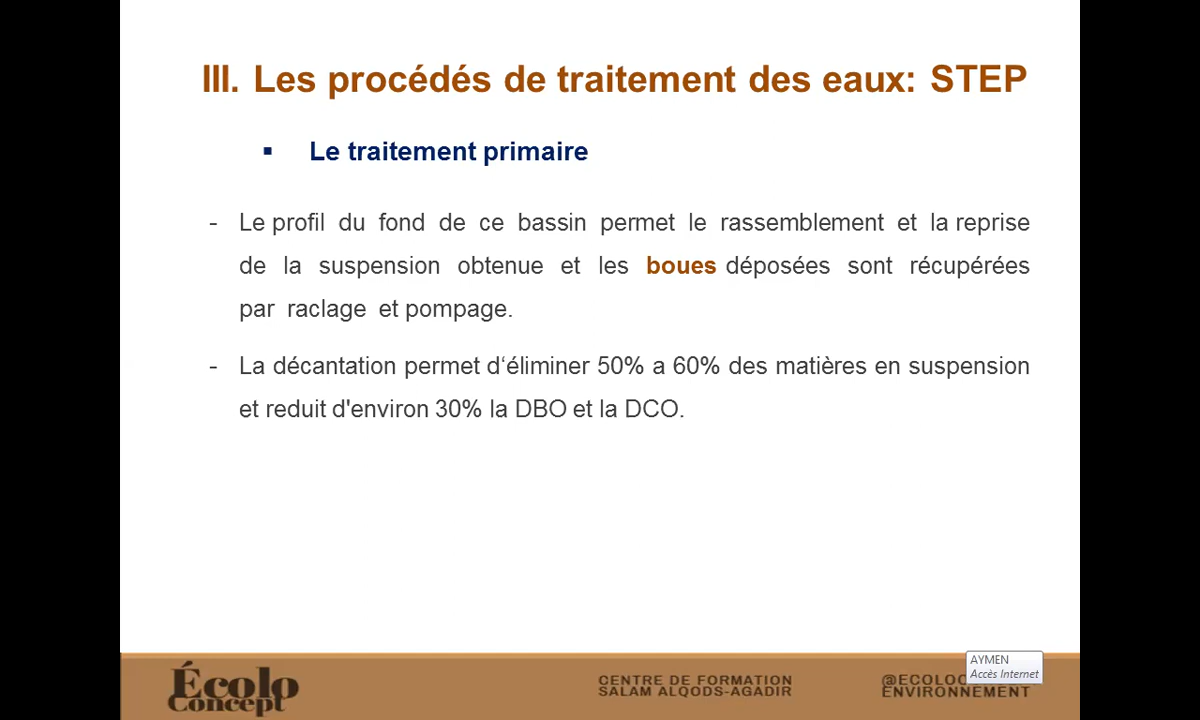 III. Les procédés de traitement des eaux: STEP
▪ Le traitement primaire
- Le profil du fond de ce bassin permet le rassemblement et la reprise
de la suspension obtenue et les boues déposées sont récupérées
par raclage et pompage.
- La décantation permet d‘éliminer 50% a 60% des matières en suspension
et reduit d'environ 30% la DBO et la DCO.
Écolo
Concept
CENTRE DE FORMATION
SALAM ALQODS-AGADIR
ENVIRONNEMENT
AYMEN
Accès Internet